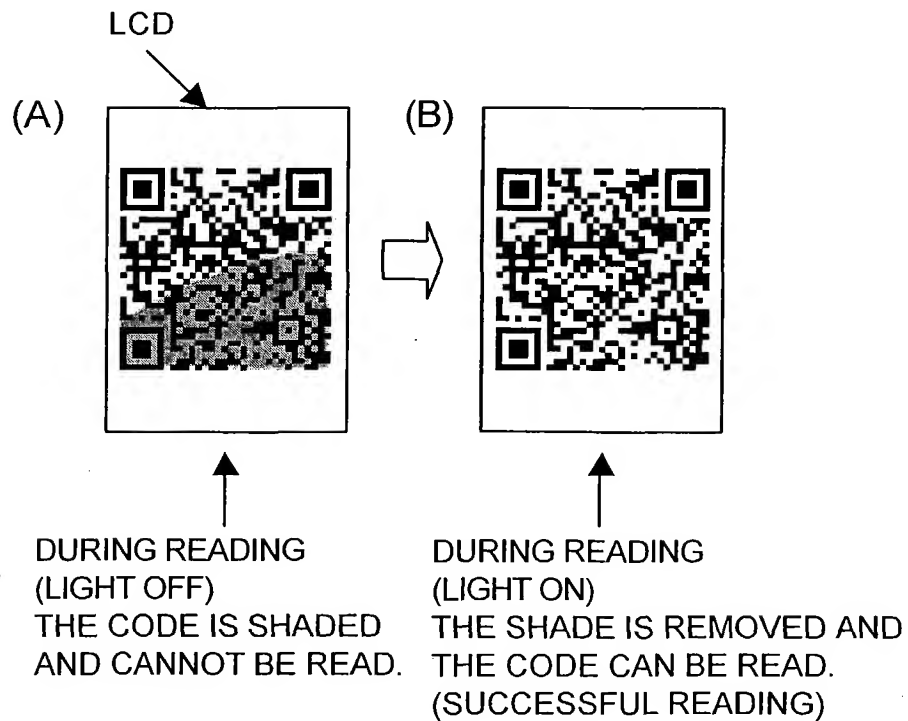 LCD
(A)
(B)
DURING READING
(LIGHT OFF)
THE CODE IS SHADED
AND CANNOT BE READ.
DURING READING
(LIGHT ON)
THE SHADE IS REMOVED AND
THE CODE CAN BE READ.
(SUCCESSFUL READING)